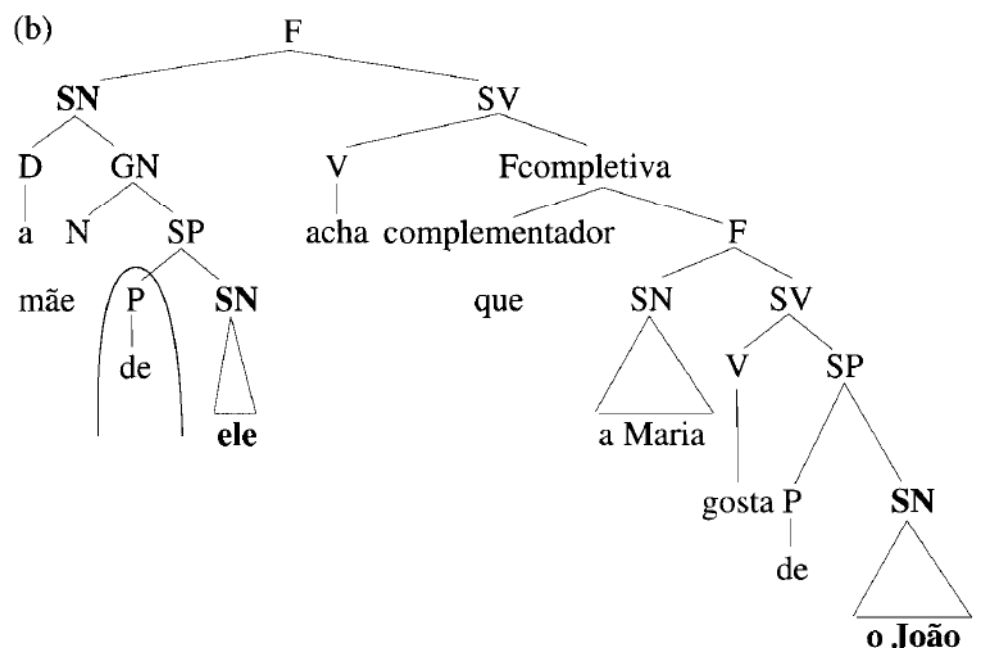 (b) F
SN SV
D GN V Fcompletiva
a N SP acha complementador F
mãe P SN que SN SV
de V SP
ele a Maria
gosta P SN
de
o João